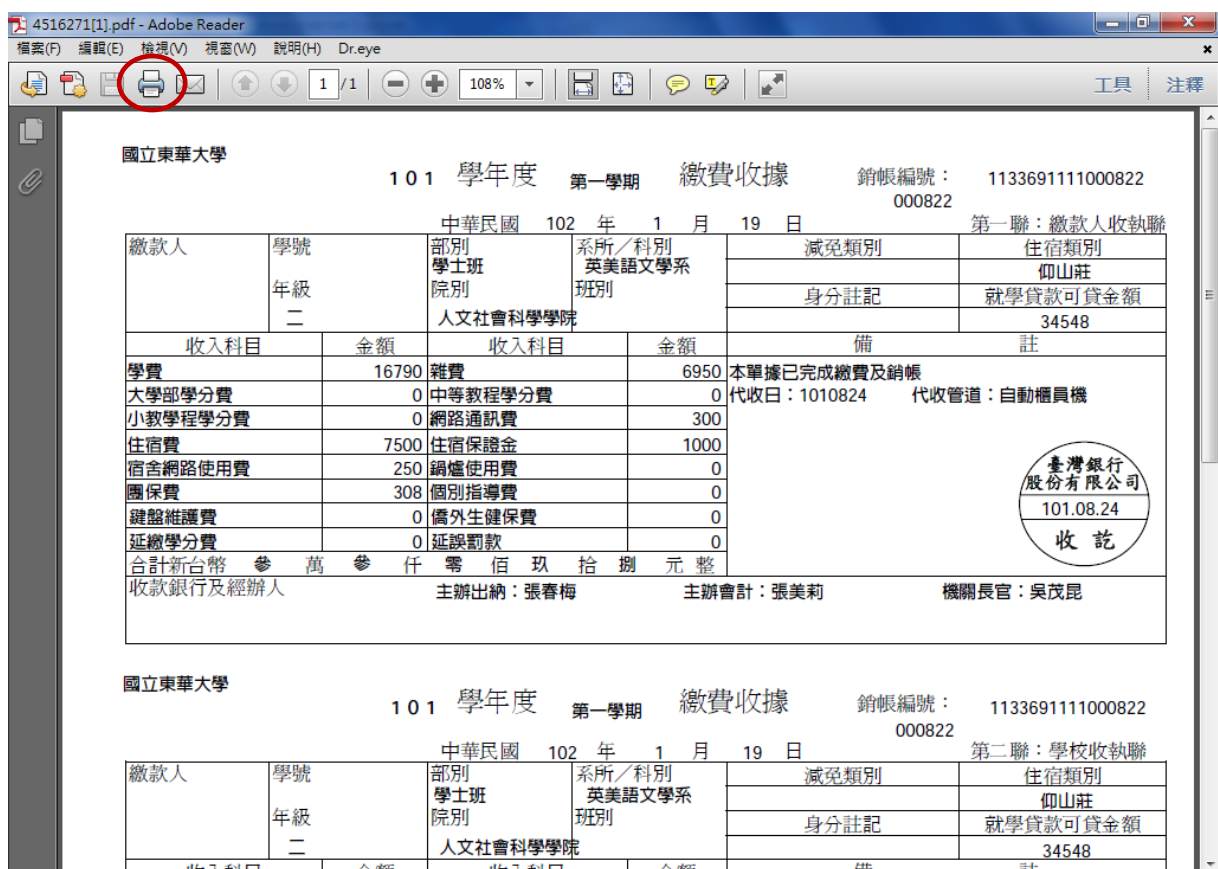 4516271[1].pdf - Adobe Reader
檔案(F) 編輯(E) 檢視(V) 視窗(W) 說明(H) Dr.eye
1 /1 108% 工具 注釋
國立東華大學
101 學年度 第一學期 繳費收據 銷帳編號： 1133691111000822
000822
中華民國 102 年 1 月 19 日 第一聯：繳款人收執聯
繳款人 學號 部別 系所／科別 減免類別 住宿類別
學士班 英美語文學系 仰山莊
年級 院別 班別 身分註記 就學貸款可貸金額
二 人文社會科學學院 34548
收入科目 金額 收入科目 金額 備 註
學費 16790 雜費 6950 本單據已完成繳費及銷帳
大學部學分費 0 中等教程學分費 0 代收日：1010824 代收管道：自動櫃員機
小教學程學分費 0 網路通訊費 300
住宿費 7500 住宿保證金 1000
宿舍網路使用費 250 鍋爐使用費 0
團保費 308 個別指導費 0
鍵盤維護費 0 僑外生健保費 0
延繳學分費 0 延誤罰款 0
臺灣銀行
股份有限公司
101.08.24
收訖
合計新台幣 參 萬 參 仟 零 佰 玖 拾 捌 元 整
收款銀行及經辦人 主辦出納：張春梅 主辦會計：張美莉 機關長官：吳茂昆
國立東華大學
101 學年度 第一學期 繳費收據 銷帳編號： 1133691111000822
000822
中華民國 102 年 1 月 19 日 第二聯：學校收執聯
繳款人 學號 部別 系所／科別 減免類別 住宿類別
學士班 英美語文學系 仰山莊
年級 院別 班別 身分註記 就學貸款可貸金額
二 人文社會科學學院 34548